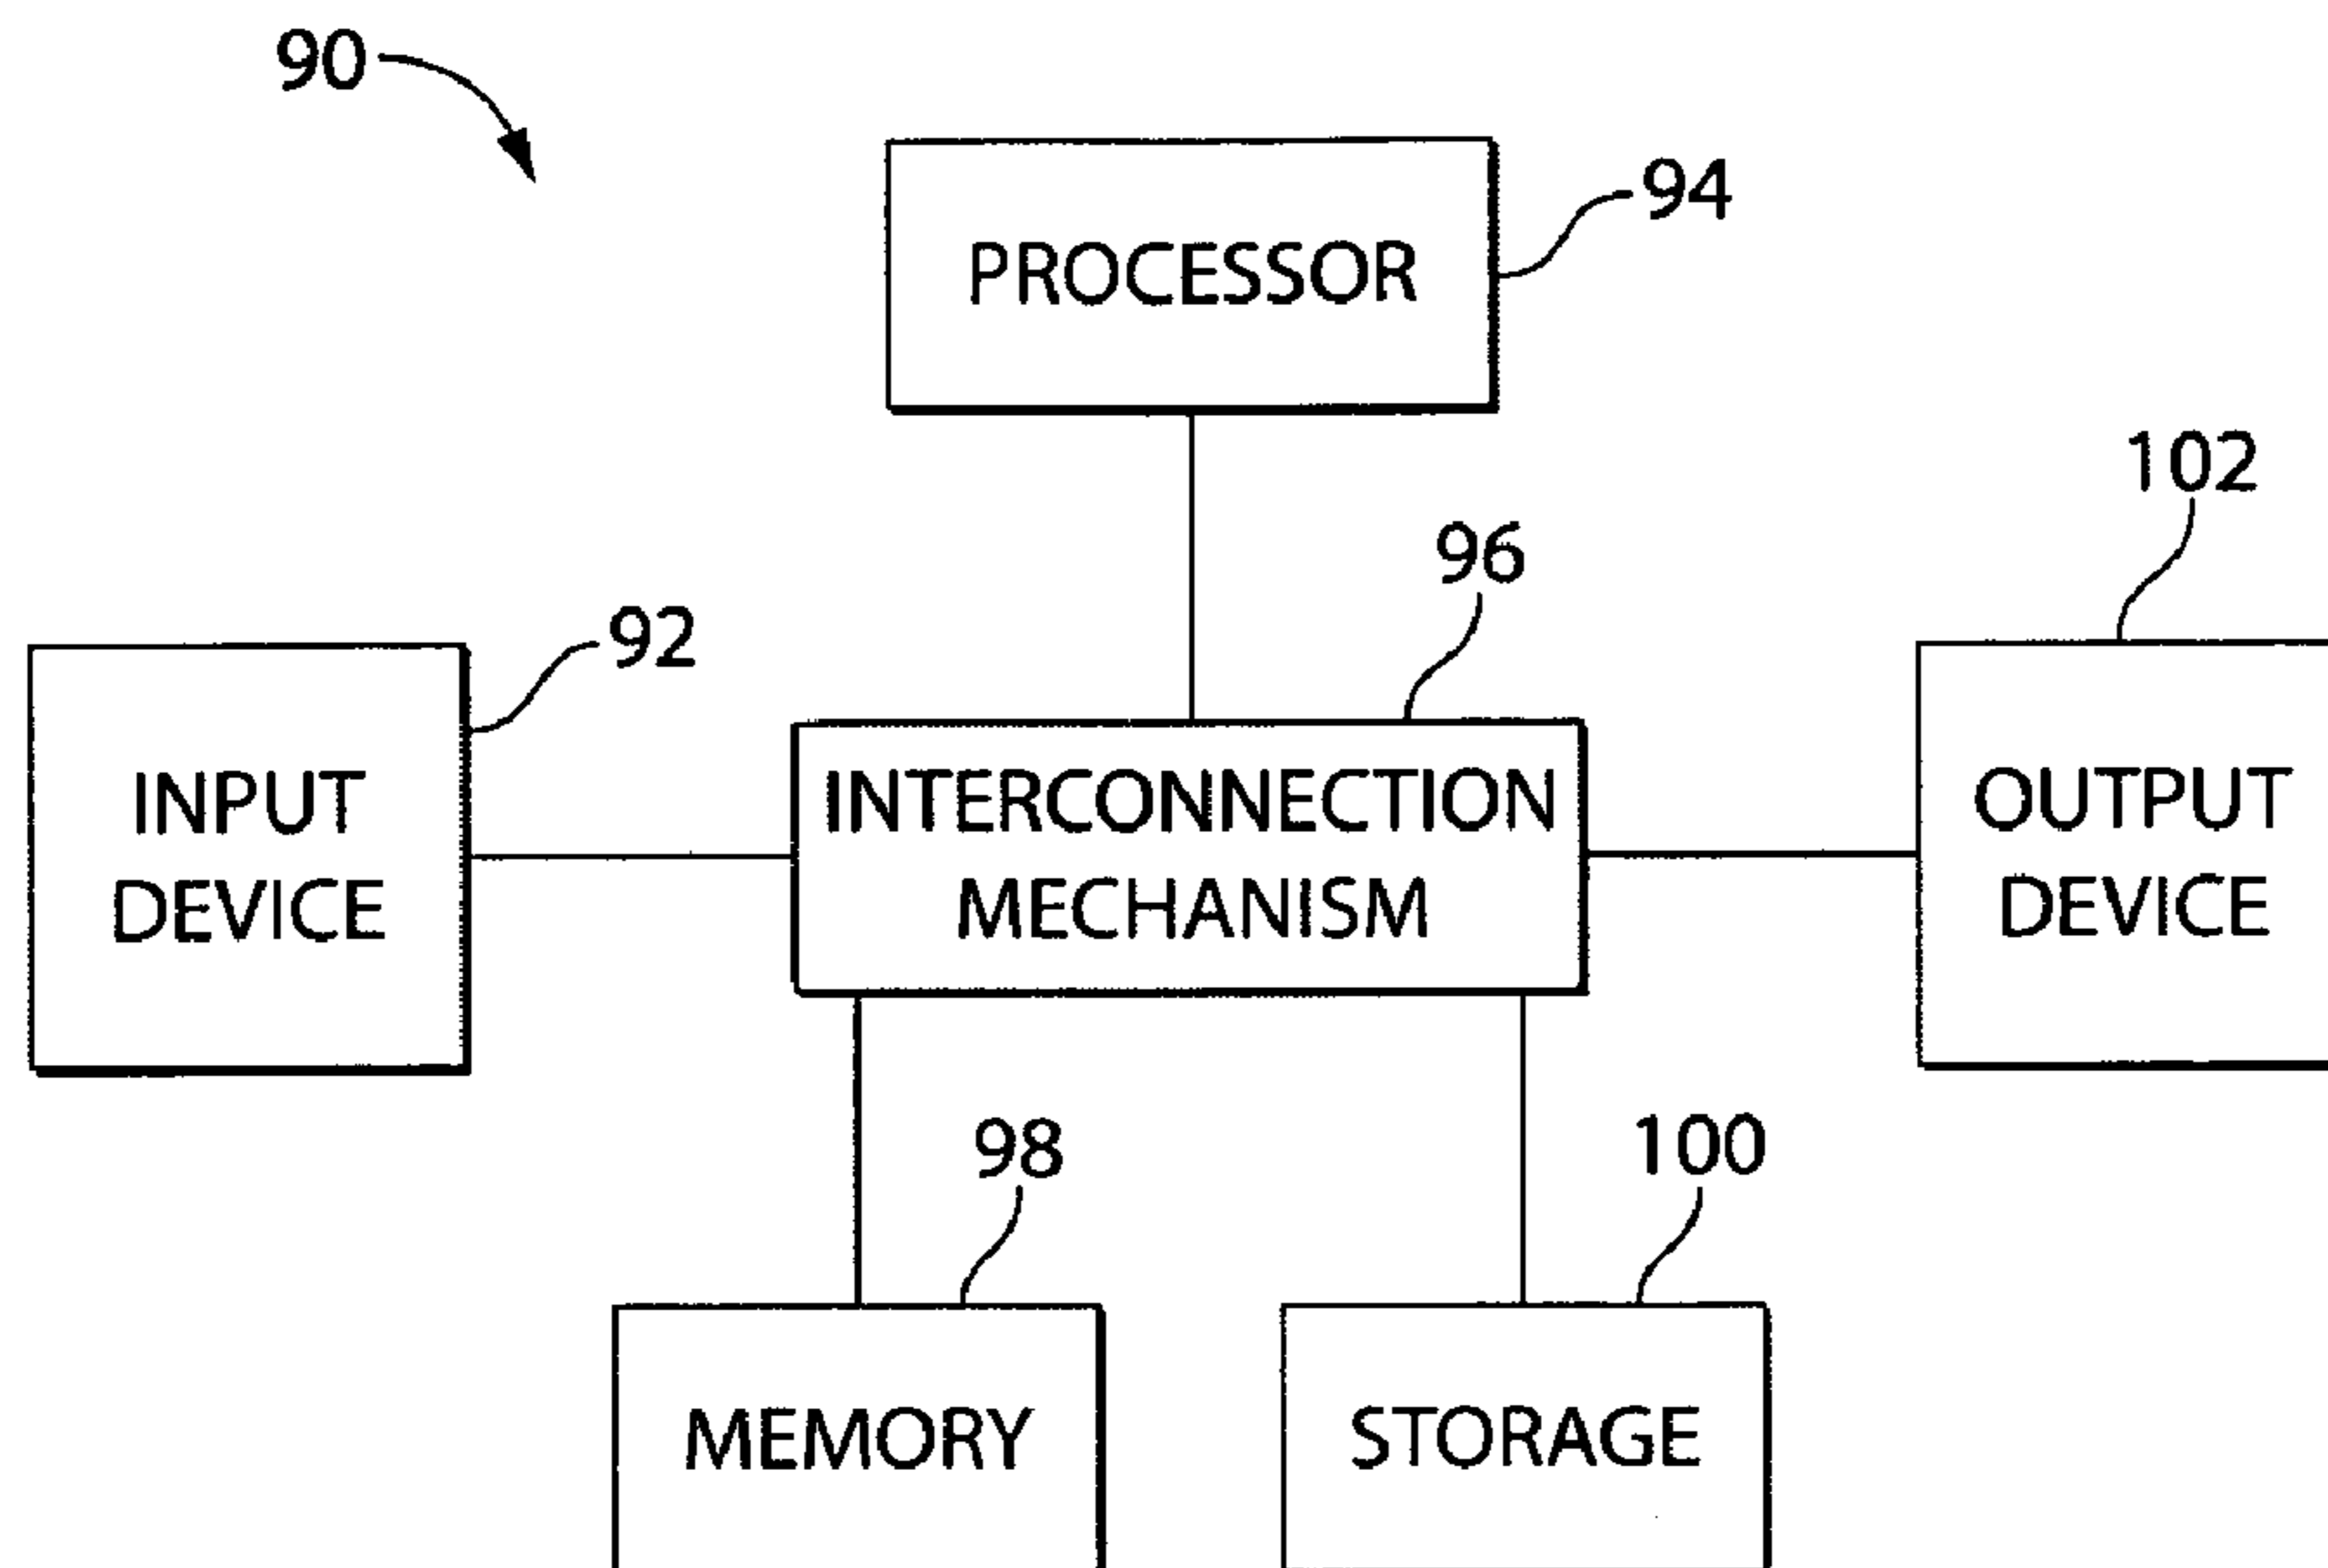 90
PROCESSOR
94
102
96
92
INPUT
DEVICE
INTERCONNECTION
MECHANISM
OUTPUT
DEVICE
98
100
MEMORY
STORAGE